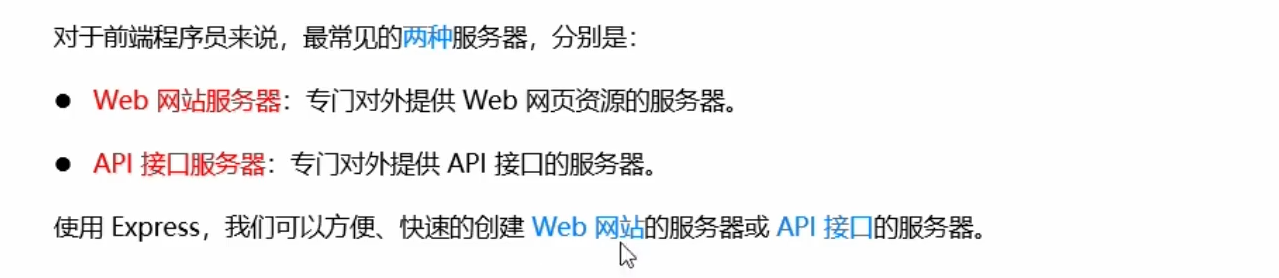 对于前端程序员来说，最常见的两种服务器，分别是：
● Web 网站服务器：专门对外提供 Web 网页资源的服务器。
● API 接口服务器：专门对外提供 API 接口的服务器。
使用 Express，我们可以方便、快速的创建 Web 网站的服务器或 API 接口的服务器。